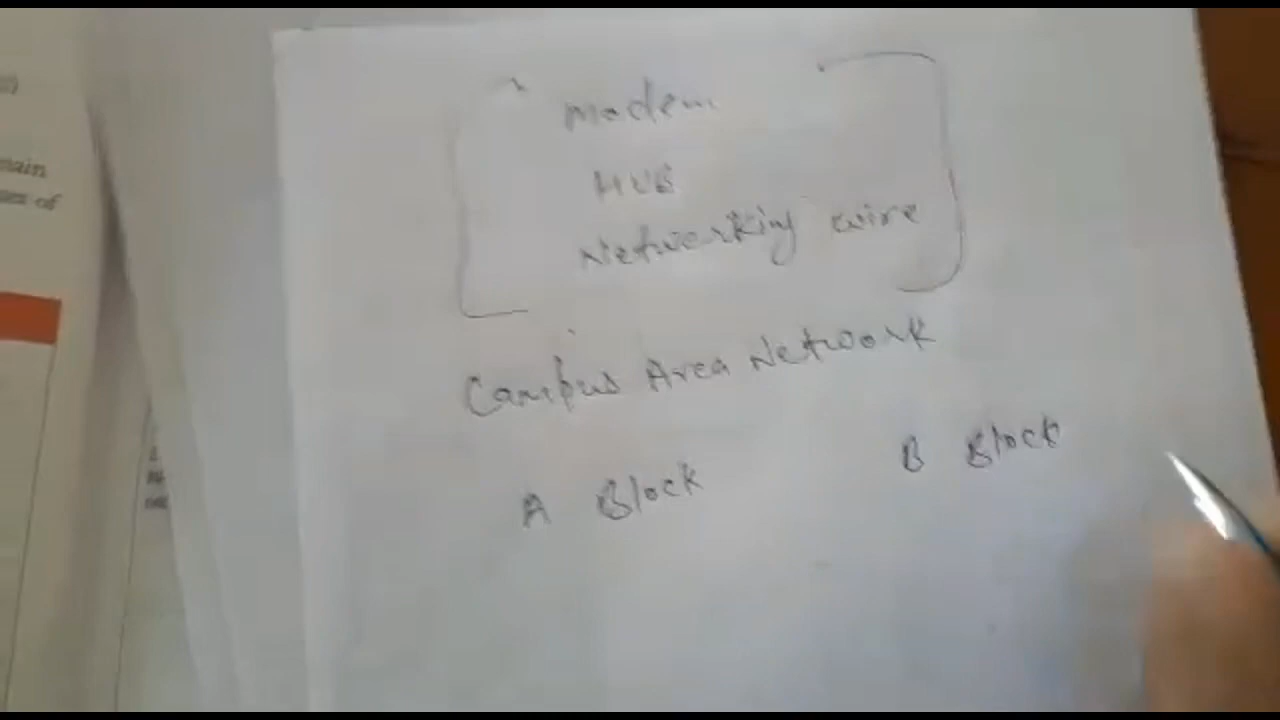 modem
HUB
Networking wire
Campus Area Network
A Block
B Block